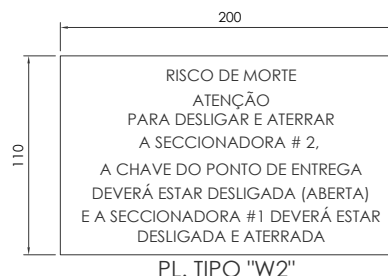 200
110
RISCO DE MORTE
ATENÇÃO
PARA DESLIGAR E ATERRAR
A SECCIONADORA # 2,
A CHAVE DO PONTO DE ENTREGA
DEVERÁ ESTAR DESLIGADA (ABERTA)
E A SECCIONADORA #1 DEVERÁ ESTAR
DESLIGADA E ATERRADA
PL. TIPO "W2"